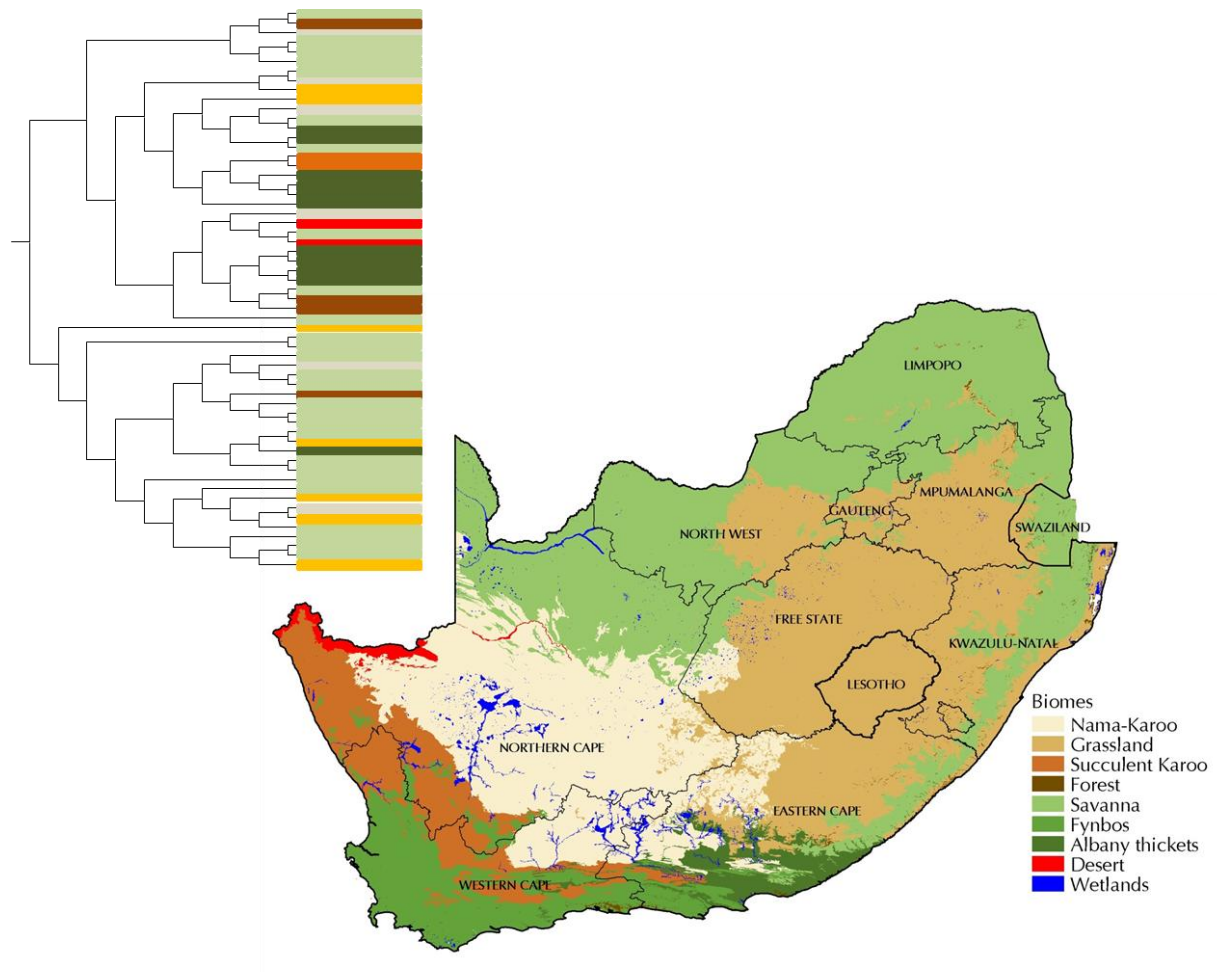 LIMPOPO
MPUMALANGA
GAUTENG
SWAZILAND
NORTH WEST
FREE STATE
KWAZULU-NATAL
LESOTHO
Biomes
Nama-Karoo
Grassland
NORTHERN CAPE
Succulent Karoo
Forest
Savanna
EASTERN CAPE
Fynbos
Albany thickets
Desert
WESTERN CAPE
Wetlands